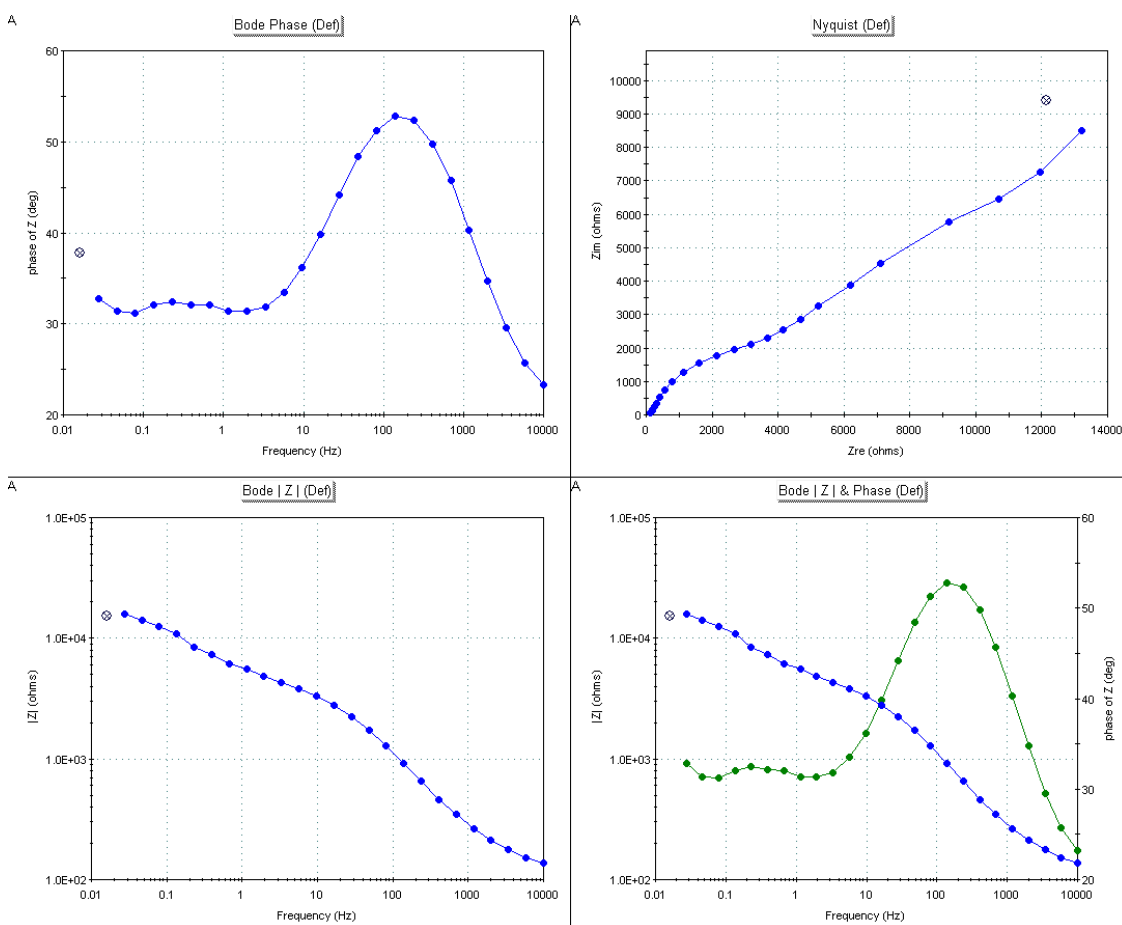 A
Bode Phase (Def)
60
50
40
30
20
phase of Z (deg)
0.01
0.1
1
10
100
1000
10000
Frequency (Hz)
A
Nyquist (Def)
10000
9000
8000
7000
6000
5000
4000
3000
2000
1000
0
Zim (ohms)
0
2000
4000
6000
8000
10000
12000
14000
Zre (ohms)
A
Bode | Z | (Def)
1.0E+05
1.0E+04
1.0E+03
1.0E+02
|Z| (ohms)
0.01
0.1
1
10
100
1000
10000
Frequency (Hz)
A
Bode | Z | & Phase (Def)
1.0E+05
1.0E+04
1.0E+03
1.0E+02
|Z| (ohms)
60
50
40
30
20
phase of Z (deg)
0.01
0.1
1
10
100
1000
10000
Frequency (Hz)